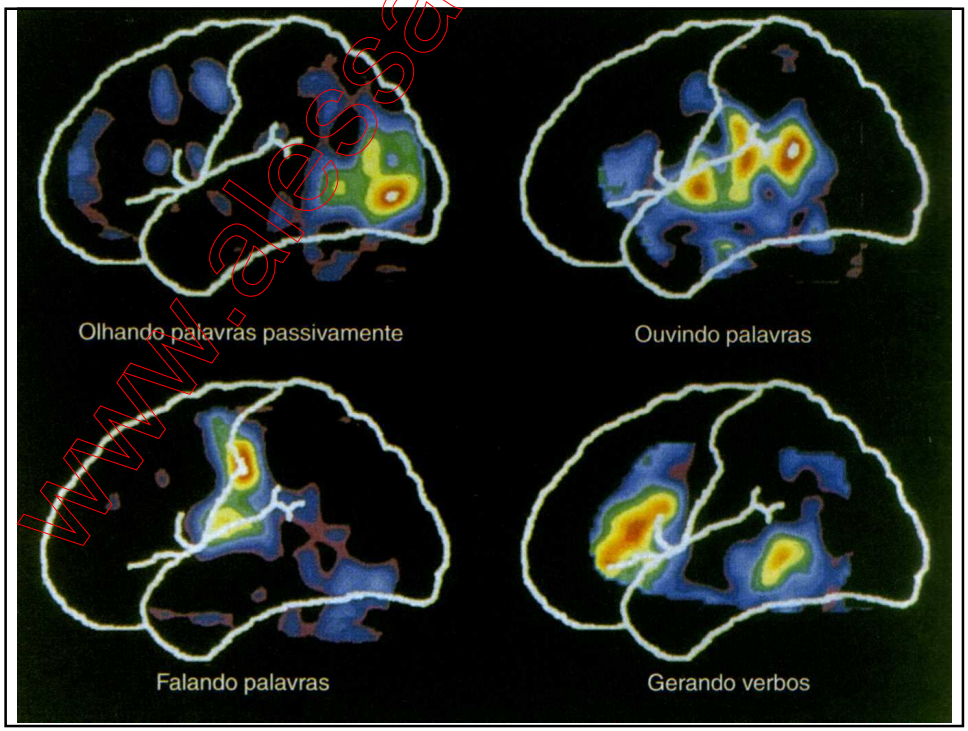 www.alessa
Olhando palavras passivamente
Ouvindo palavras
Falando palavras
Gerando verbos